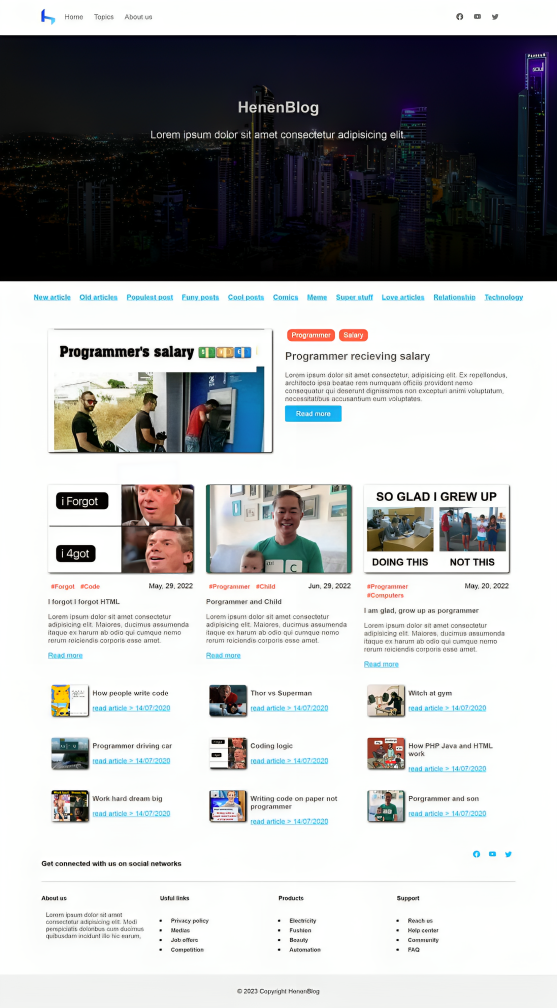 Home Topics About us
soul
HenenBlog
Lorem ipsum dolor sit amet consectetur adipisicing elit.
New article Old articles Populest post Funy posts Cool posts Comics Meme Super stuff Love articles Relationship Technology
Programmer's salary
Programmer Salary
Programmer recieving salary
Lorem ipsum dolor sit amet consectetur, adipisicing elit. Ex repellendus,
architecto ipsa beatae rem numquam officiis provident nemo
consequatur qui deserunt dignissimos non excepturi animi voluptatum,
necessitatibus accusantium eum voluptates.
Read more
i Forgot
i 4got
#Forgot #Code May, 29, 2022
I forgot I forgot HTML
Lorem ipsum dolor sit amet consectetur
adipisicing elit. Maiores, ducimus assumenda
itaque ex harum ab odio qui cumque nemo
rerum reiciendis corporis esse amet.
Read more
C
#Programmer #Child Jun, 29, 2022
Porgrammer and Child
Lorem ipsum dolor sit amet consectetur
adipisicing elit. Maiores, ducimus assumenda
itaque ex harum ab odio qui cumque nemo
rerum reiciendis corporis esse amet.
Read more
SO GLAD I GREW UP
DOING THIS NOT THIS
#Programmer May, 20, 2022
#Computers
I am glad, grow up as porgrammer
Lorem ipsum dolor sit amet consectetur
adipisicing elit. Maiores, ducimus assumenda
itaque ex harum ab odio qui cumque nemo
rerum reiciendis corporis esse amet.
Read more
How people write code
read article > 14/07/2020
Thor vs Superman
read article > 14/07/2020
Witch at gym
read article > 14/07/2020
Programmer driving car
read article > 14/07/2020
Coding logic
read article > 14/07/2020
How PHP Java and HTML
work
read article > 14/07/2020
Work hard dream big
read article > 14/07/2020
Writing code on paper not
programmer
read article > 14/07/2020
Porgrammer and son
read article > 14/07/2020
Get connected with us on social networks
About us
Lorem ipsum dolor sit amet
consectetur adipisicing elit. Modi
perspiciatis doloribus cum ducimus
quibusdam incidunt illo hic earum,
Usful links
Privacy policy
Medias
Job offers
Competition
Products
Electricity
Fushion
Beauty
Automation
Support
Reach us
Help center
Community
FAQ
© 2023 Copyright HenenBlog